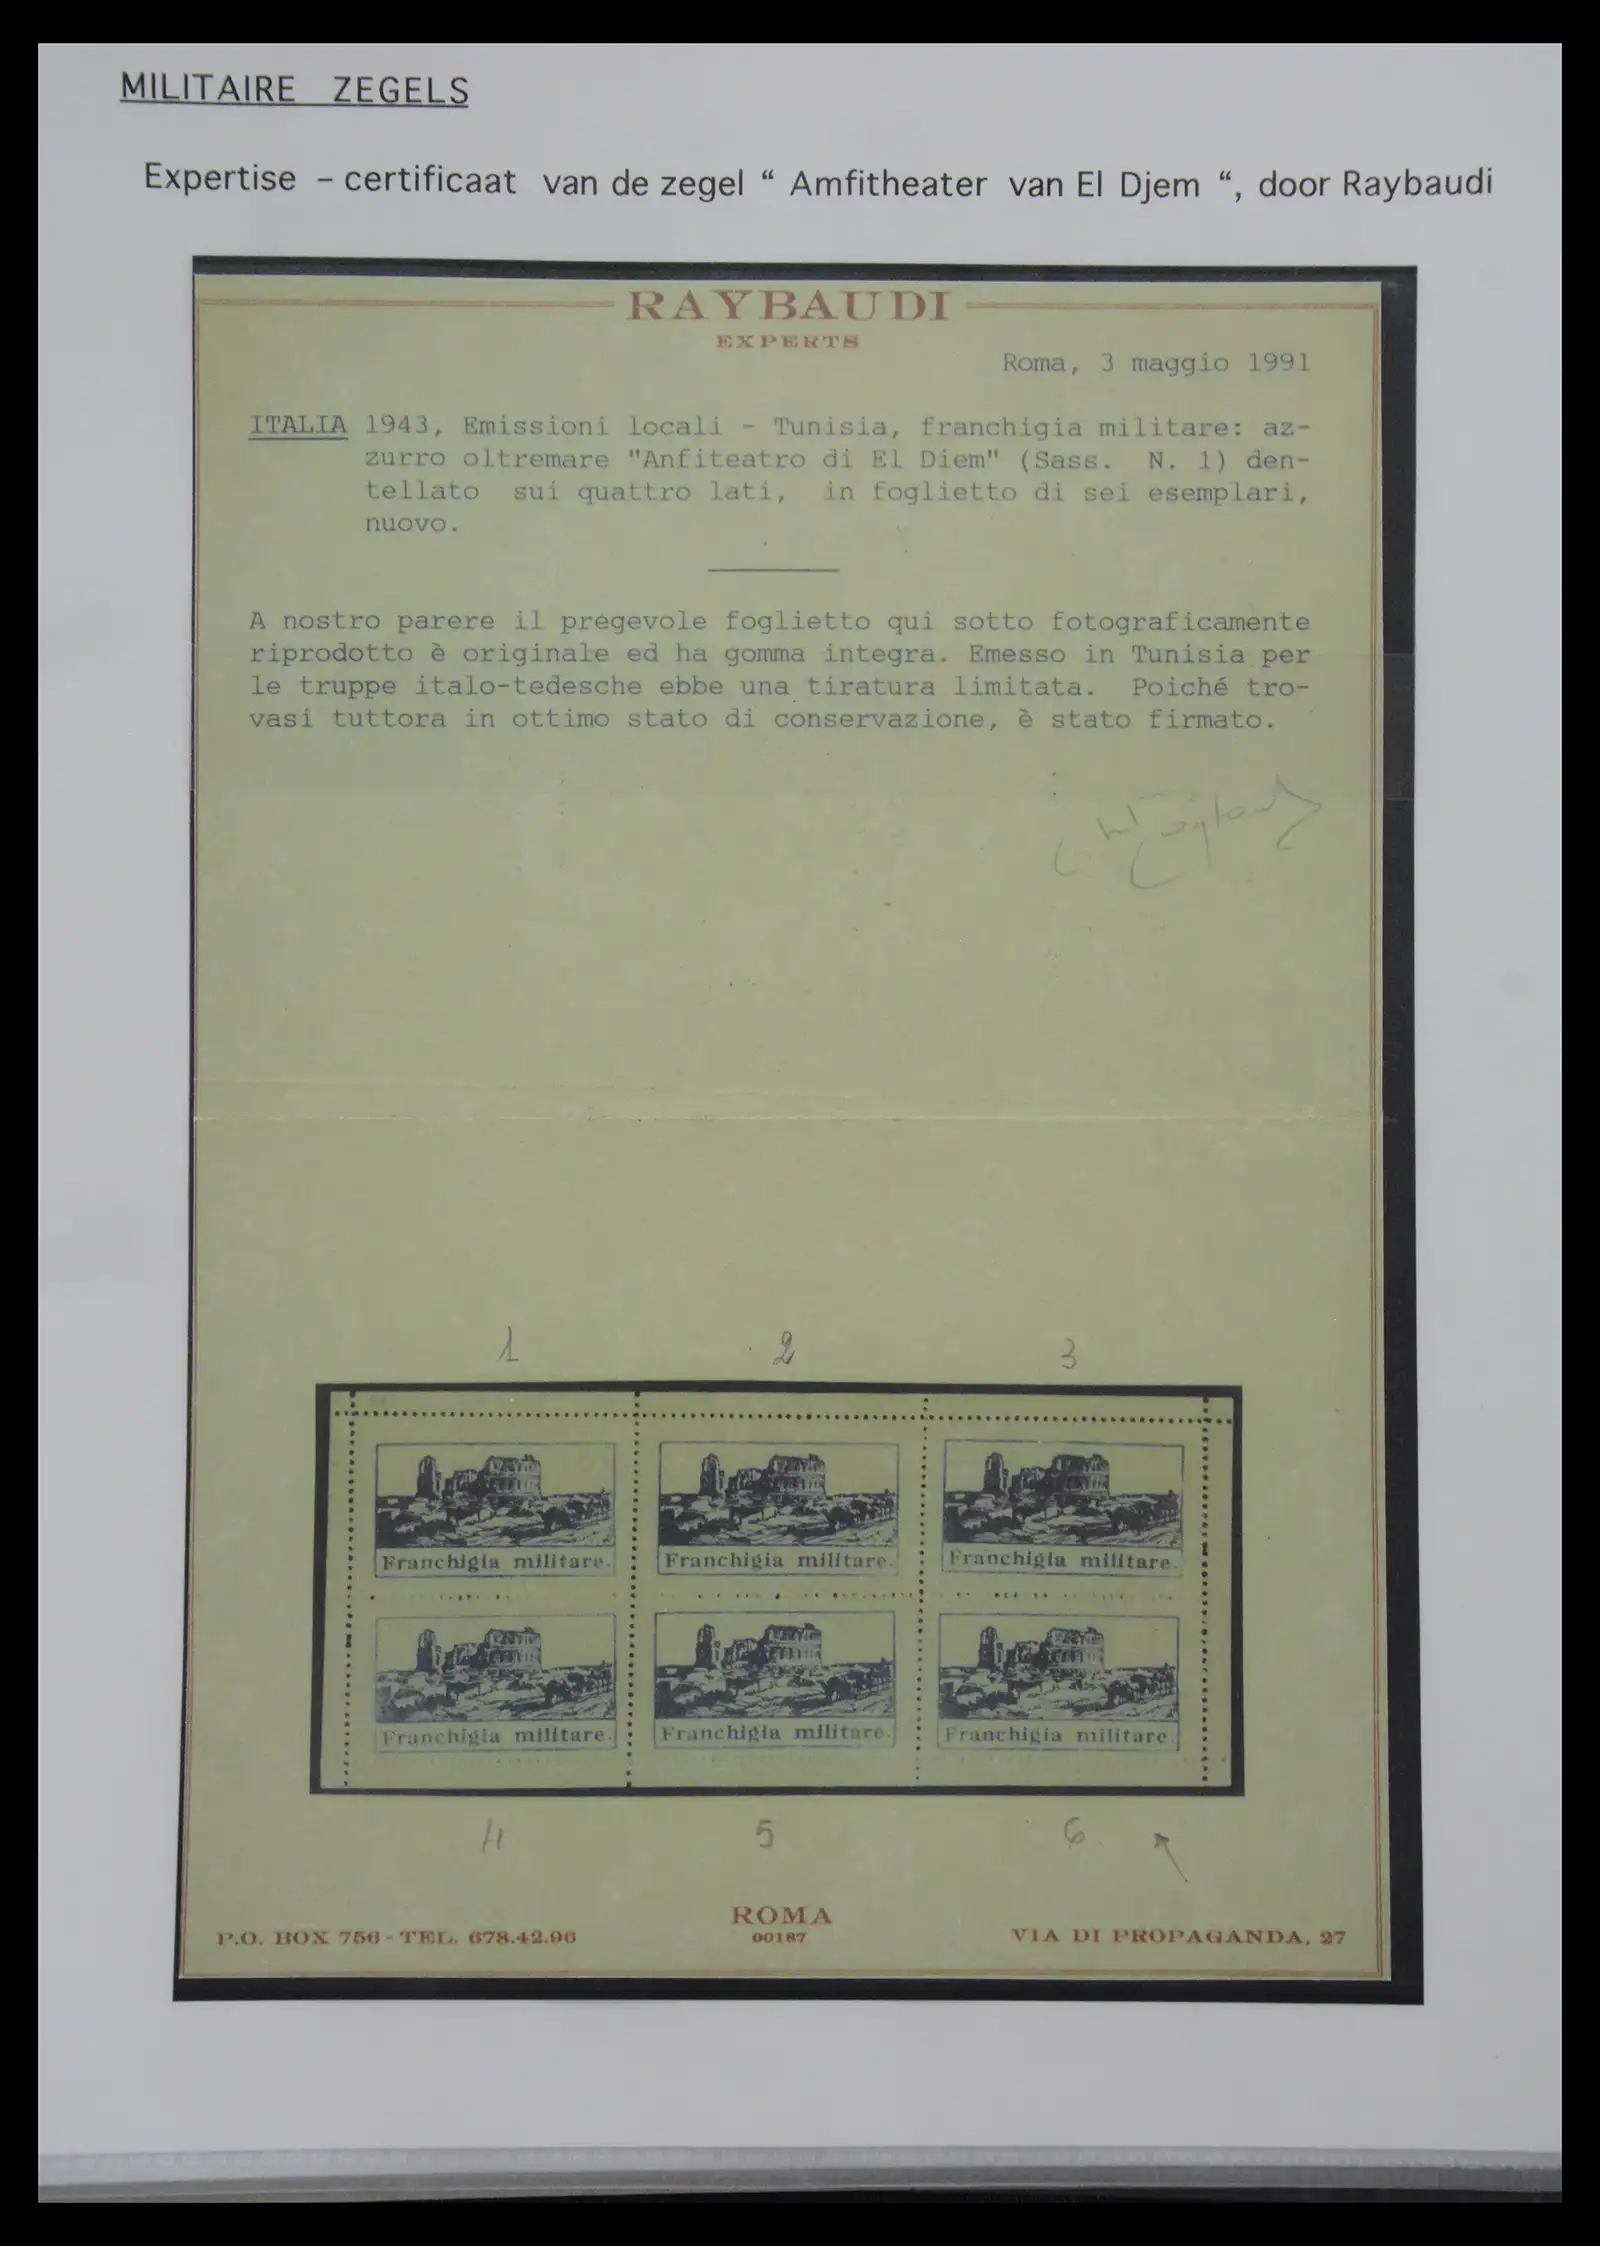 MILITAIRE ZEGELS
Expertise – certificaat van de zegel “ Amfitheater van El Djem “, door Raybaudi
RAYBAUDI
EXPERTS
Roma, 3 maggio 1991
ITALIA 1943, Emissioni locali - Tunisia, franchigia militare: az-
zurro oltremare "Anfiteatro di El Diem" (Sass. N. 1) den-
tellato sui quattro lati, in foglietto di sei esemplari,
nuovo.
A nostro parere il pregevole foglietto qui sotto fotograficamente
riprodotto è originale ed ha gomma integra. Emesso in Tunisia per
le truppe italo-tedesche ebbe una tiratura limitata. Poiché tro-
vasi tuttora in ottimo stato di conservazione, è stato firmato.
1 2 3
Franchigia militare. Franchigia militare. Franchigia militare.
Franchigia militare. Franchigia militare. Franchigia militare.
4 5 6
ROMA
P.O. BOX 756 - TEL. 678.42.96 00187 VIA DI PROPAGANDA, 27